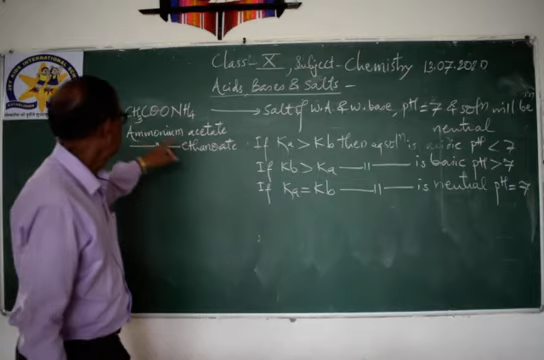 Class - X, Subject - Chemistry 13.07.2020
Acids Bases & Salts -
CH3COONH4 → Salt of w.A & w. base, pH = 7 & solⁿ will be neutral
Ammonium acetate
ethanoate
If Ka > Kb then aq solⁿ is acidic pH < 7
If Kb > Ka —— 〃 —— is basic pH > 7
If Ka = Kb —— 〃 —— is neutral pH = 7